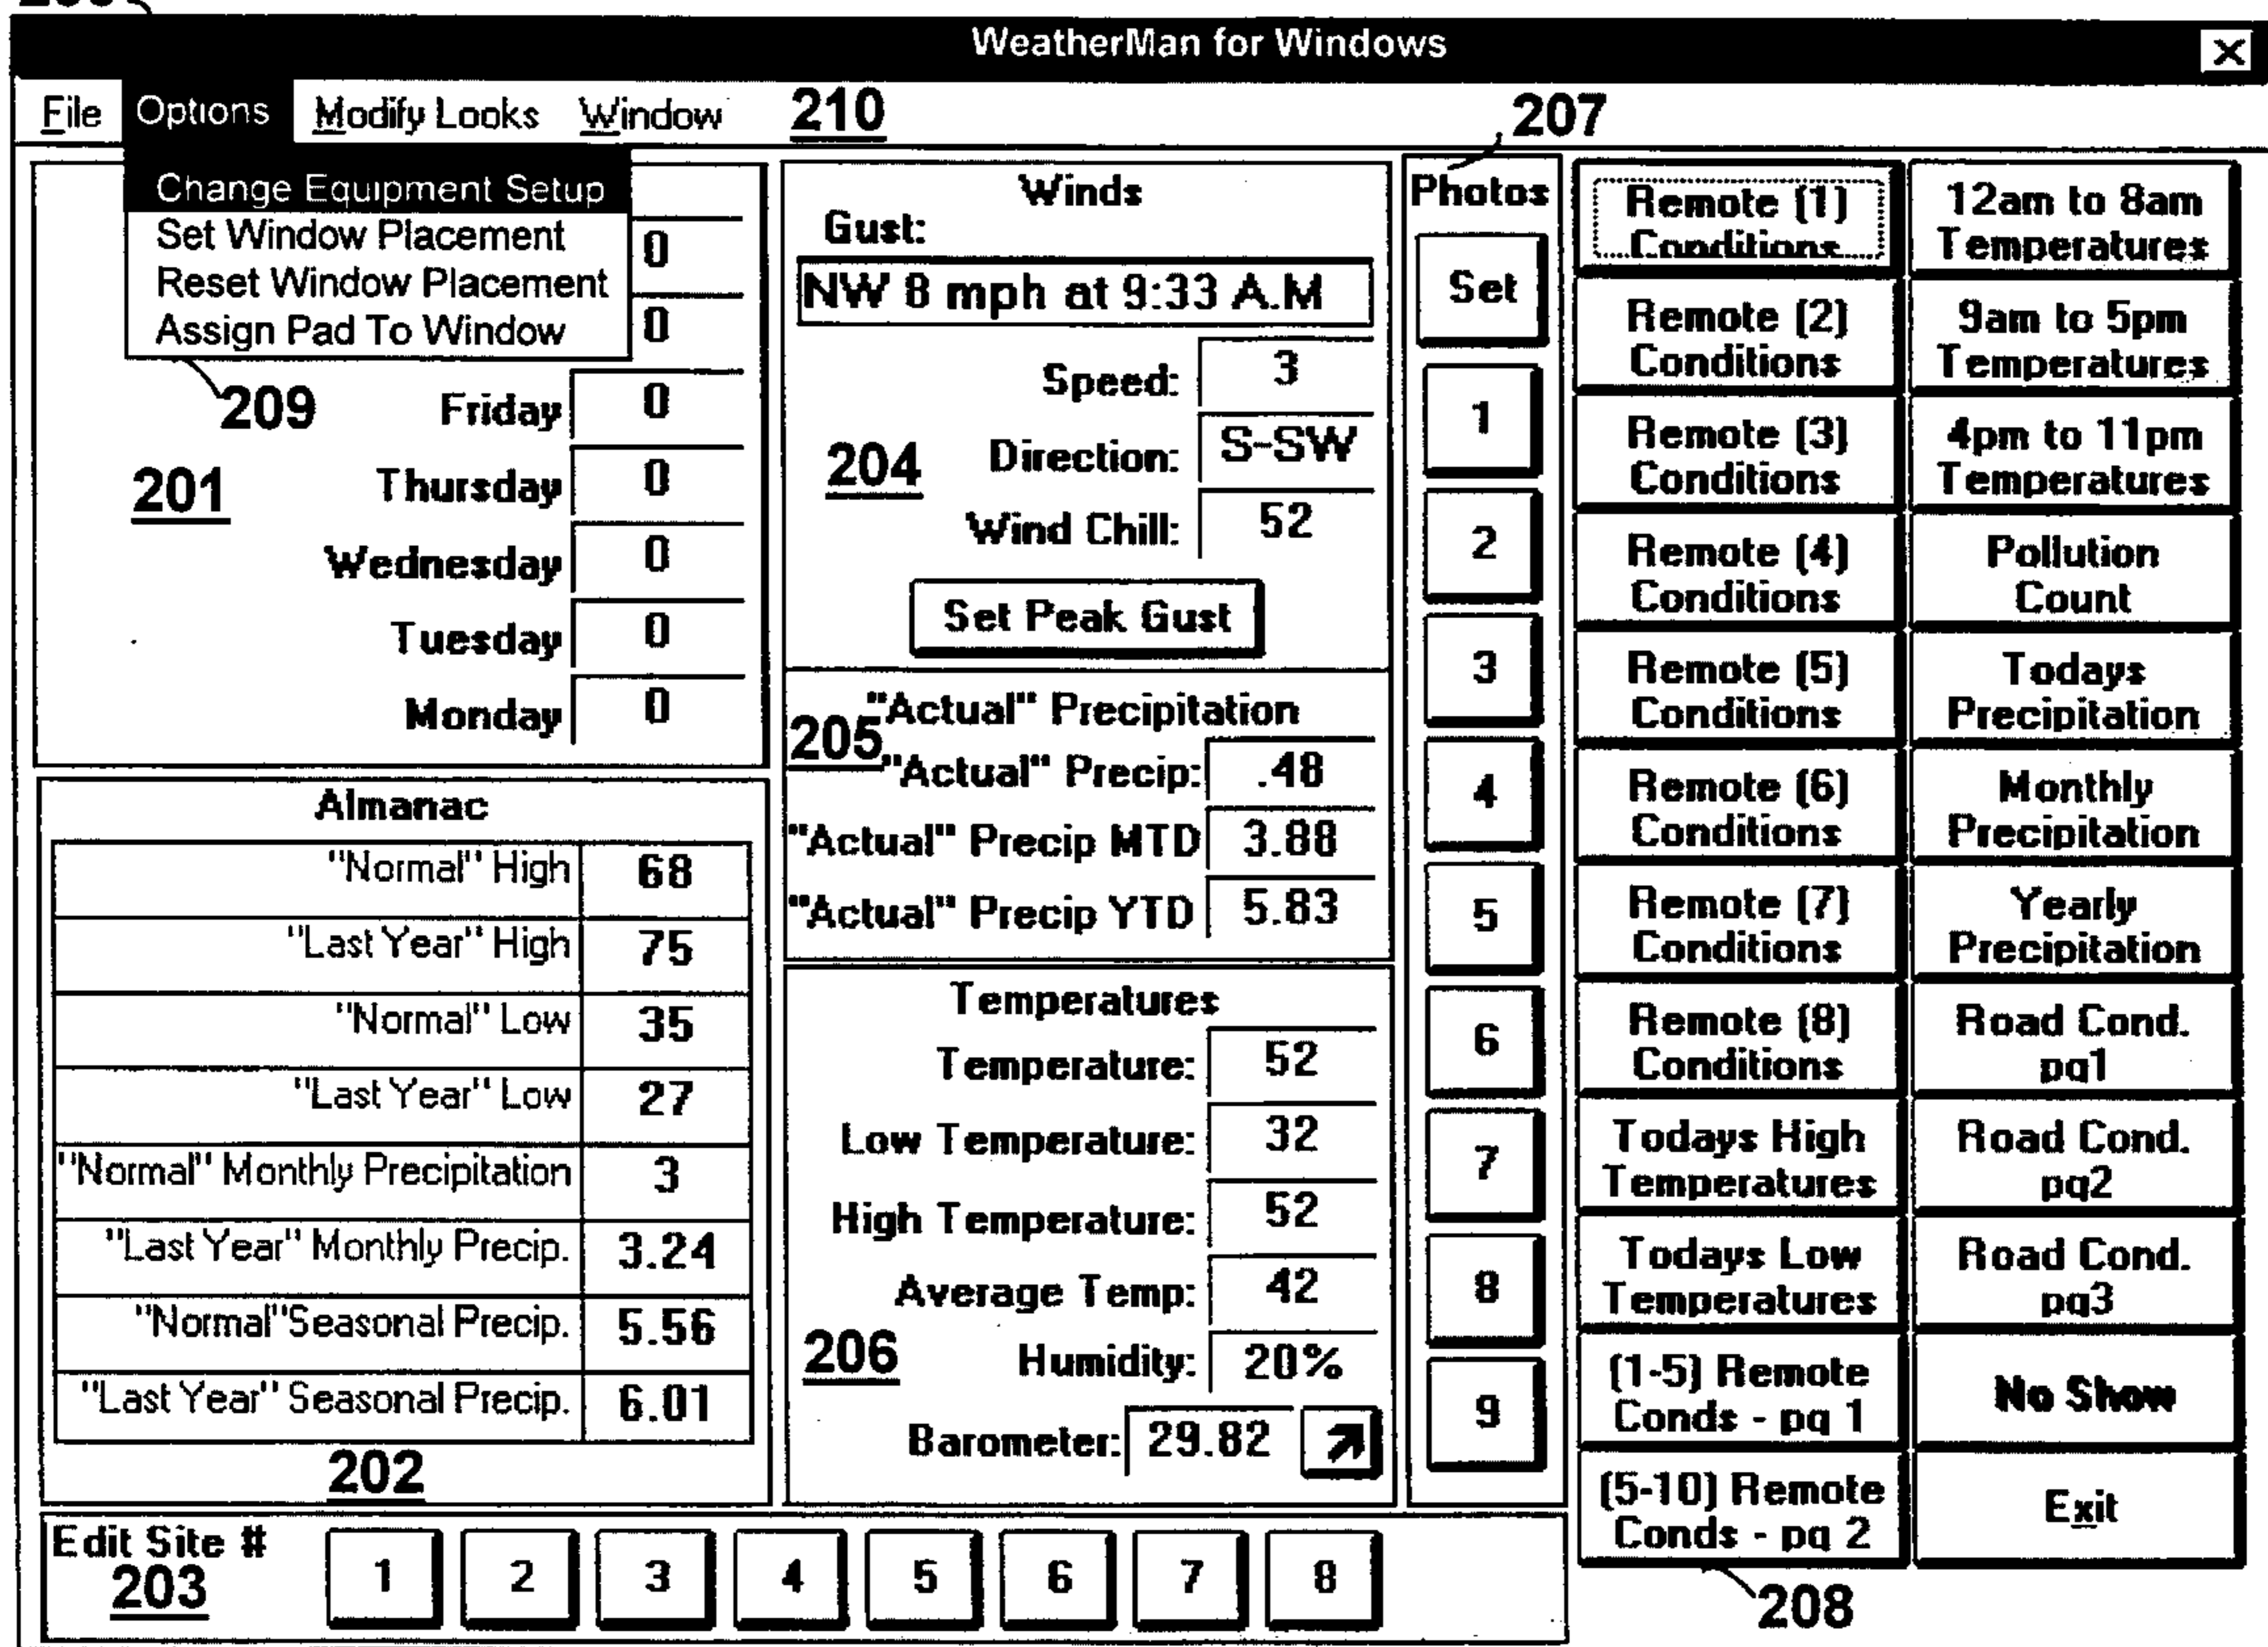 WeatherMan for Windows
File Options Modify Looks Window 210
207
Change Equipment Setup
Set Window Placement
Reset Window Placement
Assign Pad To Window
209
0
0
Friday 0
Thursday 0
201
Wednesday 0
Tuesday 0
Monday 0
Almanac
"Normal" High 68
"Last Year" High 75
"Normal" Low 35
"Last Year" Low 27
"Normal" Monthly Precipitation 3
"Last Year" Monthly Precip. 3.24
"Normal"Seasonal Precip. 5.56
"Last Year" Seasonal Precip. 6.01
202
Edit Site #
203
1 2 3 4 5 6 7 8
Winds
Gust:
NW 8 mph at 9:33 A.M
Speed: 3
204
Direction: S-SW
Wind Chill: 52
Set Peak Gust
"Actual" Precipitation
205
"Actual" Precip: .48
"Actual" Precip MTD 3.88
"Actual" Precip YTD 5.83
Temperatures
Temperature: 52
Low Temperature: 32
High Temperature: 52
Average Temp: 42
206
Humidity: 20%
Barometer: 29.82
Photos
Set
1
2
3
4
5
6
7
8
9
Remote (1)
Conditions
Remote (2)
Conditions
Remote (3)
Conditions
Remote (4)
Conditions
Remote (5)
Conditions
Remote (6)
Conditions
Remote (7)
Conditions
Remote (8)
Conditions
Todays High
Temperatures
Todays Low
Temperatures
(1-5) Remote
Conds - pg 1
(5-10) Remote
Conds - pg 2
12am to 8am
Temperatures
9am to 5pm
Temperatures
4pm to 11pm
Temperatures
Pollution
Count
Todays
Precipitation
Monthly
Precipitation
Yearly
Precipitation
Road Cond.
pg1
Road Cond.
pg2
Road Cond.
pg3
No Show
Exit
208